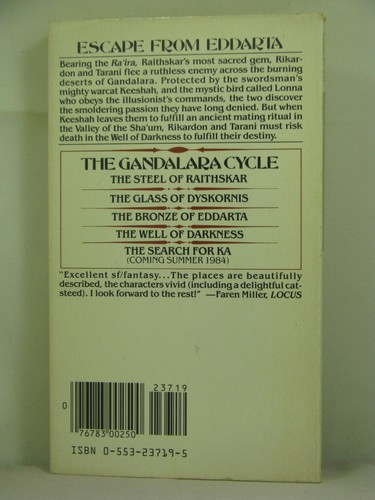 ESCAPE FROM EDDARTA
Bearing the Ra'ira, Raithskar's most sacred gem, Rikar-
don and Tarani flee a ruthless enemy across the burning
deserts of Gandalara. Protected by the swordsman's
mighty warcat Keeshah, and the mystic bird called Lonna
who obeys the illusionist's commands, the two discover
the smoldering passion they have long denied. But when
Keeshah leaves them to fulfill an ancient mating ritual in
the Valley of the Sha'um, Rikardon and Tarani must risk
death in the Well of Darkness to fulfill their destiny.
THE GANDALARA CYCLE
THE STEEL OF RAITHSKAR
THE GLASS OF DYSKORNIS
THE BRONZE OF EDDARTA
THE WELL OF DARKNESS
THE SEARCH FOR KA
(COMING SUMMER 1984)
"Excellent sf/fantasy...The places are beautifully
described, the characters vivid (including a delightful cat-
steed). I look forward to the rest!" —Faren Miller, LOCUS
23719
0
76783 00250
ISBN 0-553-23719-5